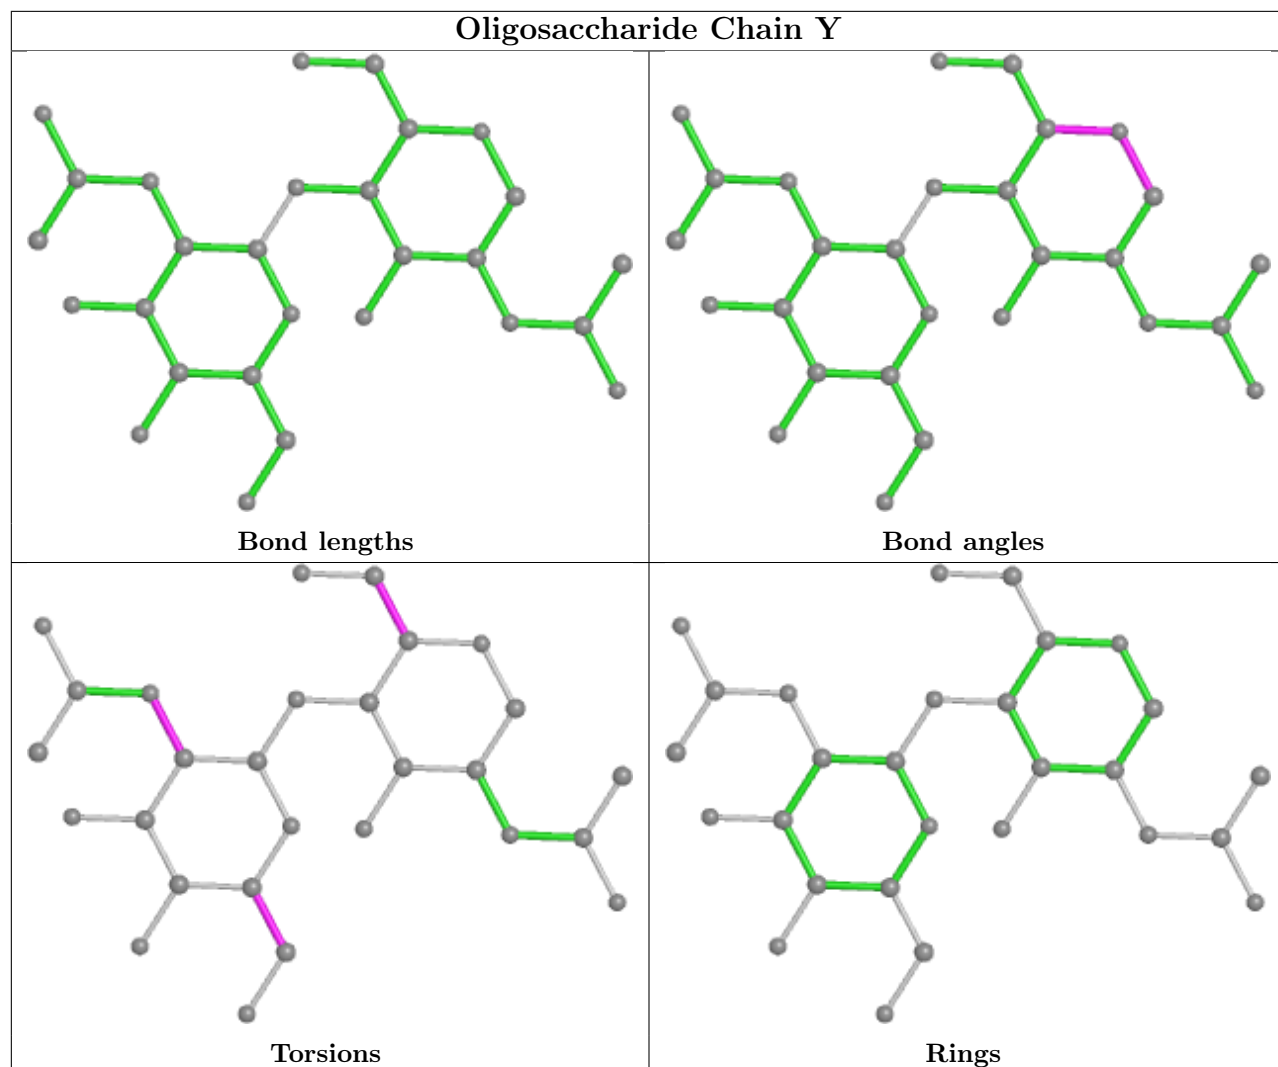 Oligosaccharide Chain Y
Bond lengths
Bond angles
Torsions
Rings